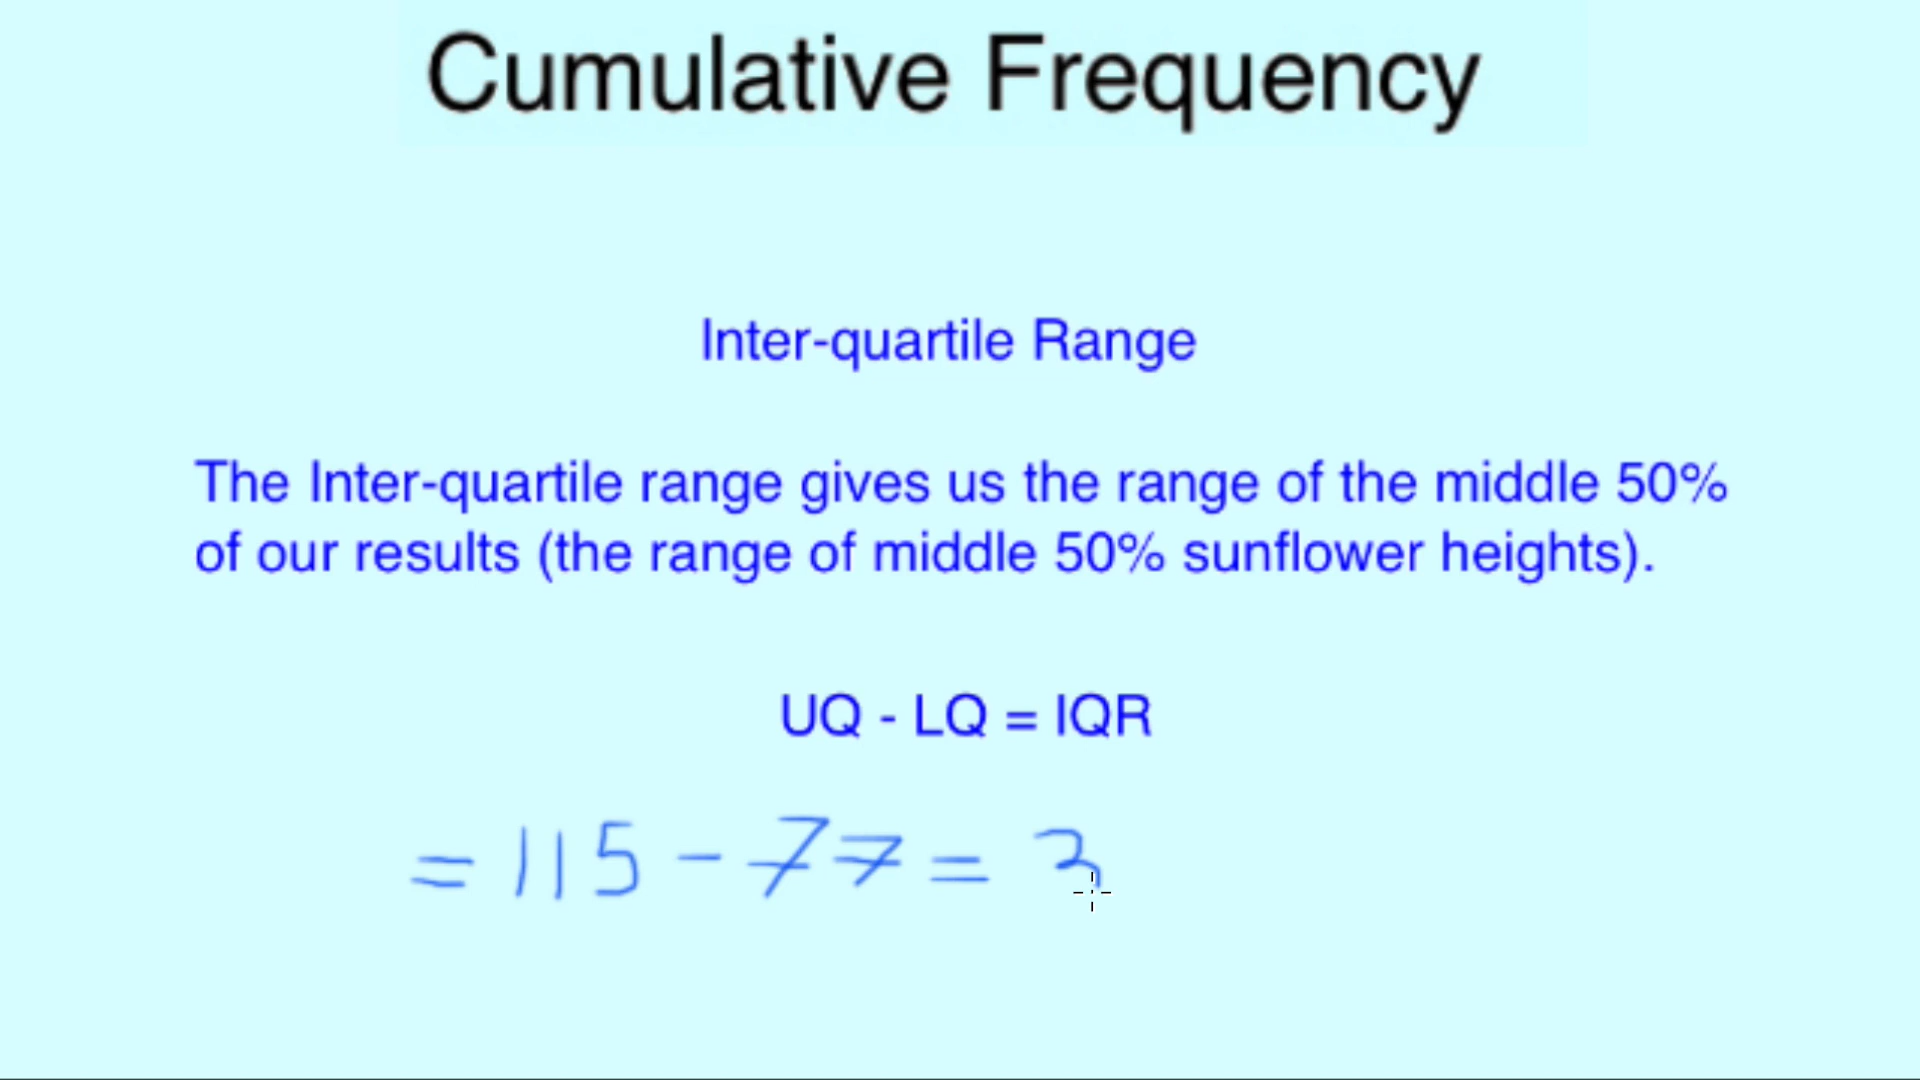 Cumulative Frequency
Inter-quartile Range
The Inter-quartile range gives us the range of the middle 50%
of our results (the range of middle 50% sunflower heights).
UQ - LQ = IQR
= 115 - 77 = 3